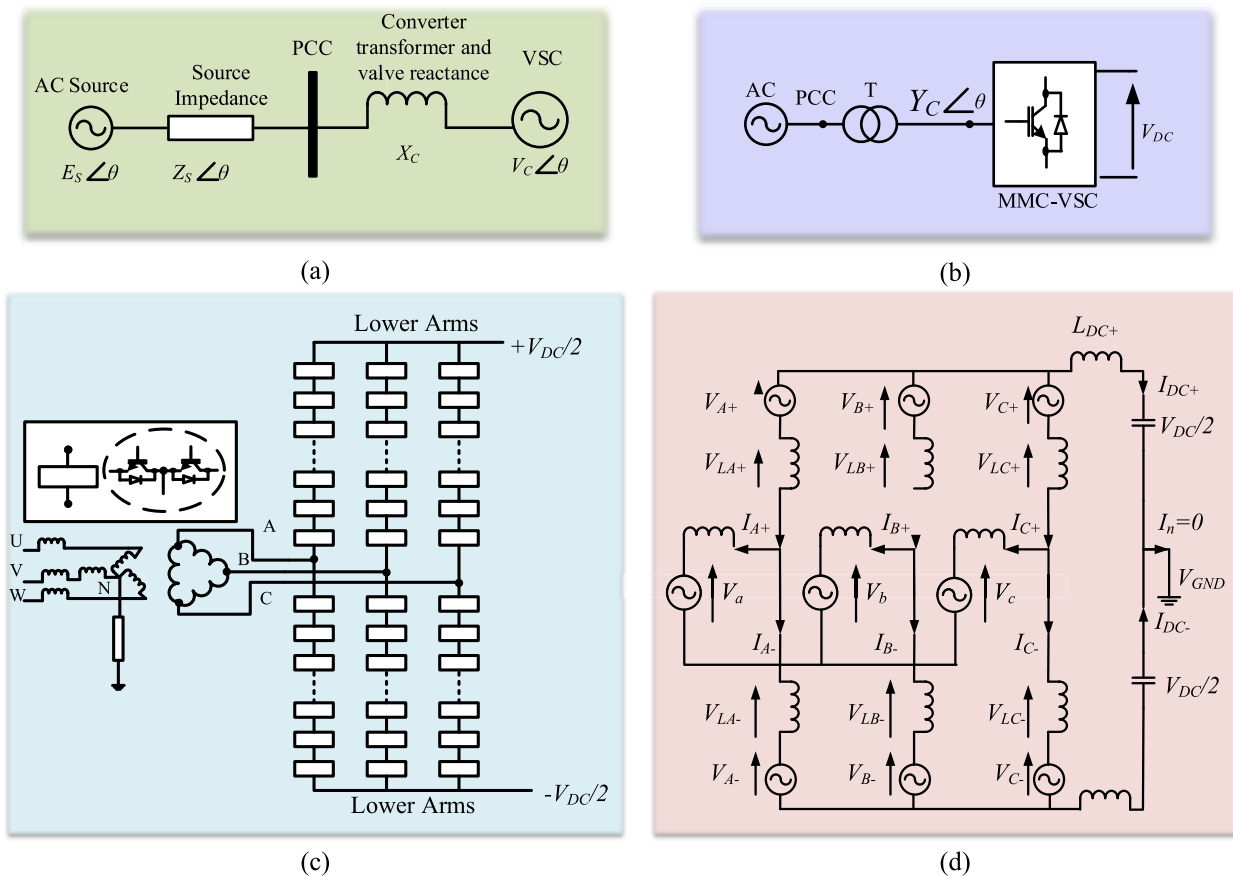 Converter
transformer and
valve reactance
PCC
VSC
Source
Impedance
AC Source
E_S∠θ
Z_S∠θ
X_C
V_C∠θ
(a)
AC
PCC
T
Y_C∠θ
V_DC
MMC-VSC
(b)
Lower Arms
+V_DC/2
A
B
C
U
V
W
N
Lower Arms
-V_DC/2
(c)
L_DC+
V_A+
V_B+
V_C+
I_DC+
V_DC/2
V_LA+
V_LB+
V_LC+
I_A+
I_B+
I_C+
I_n=0
V_a
V_b
V_c
V_GND
I_DC-
I_A-
I_B-
I_C-
V_DC/2
V_LA-
V_LB-
V_LC-
V_A-
V_B-
V_C-
(d)